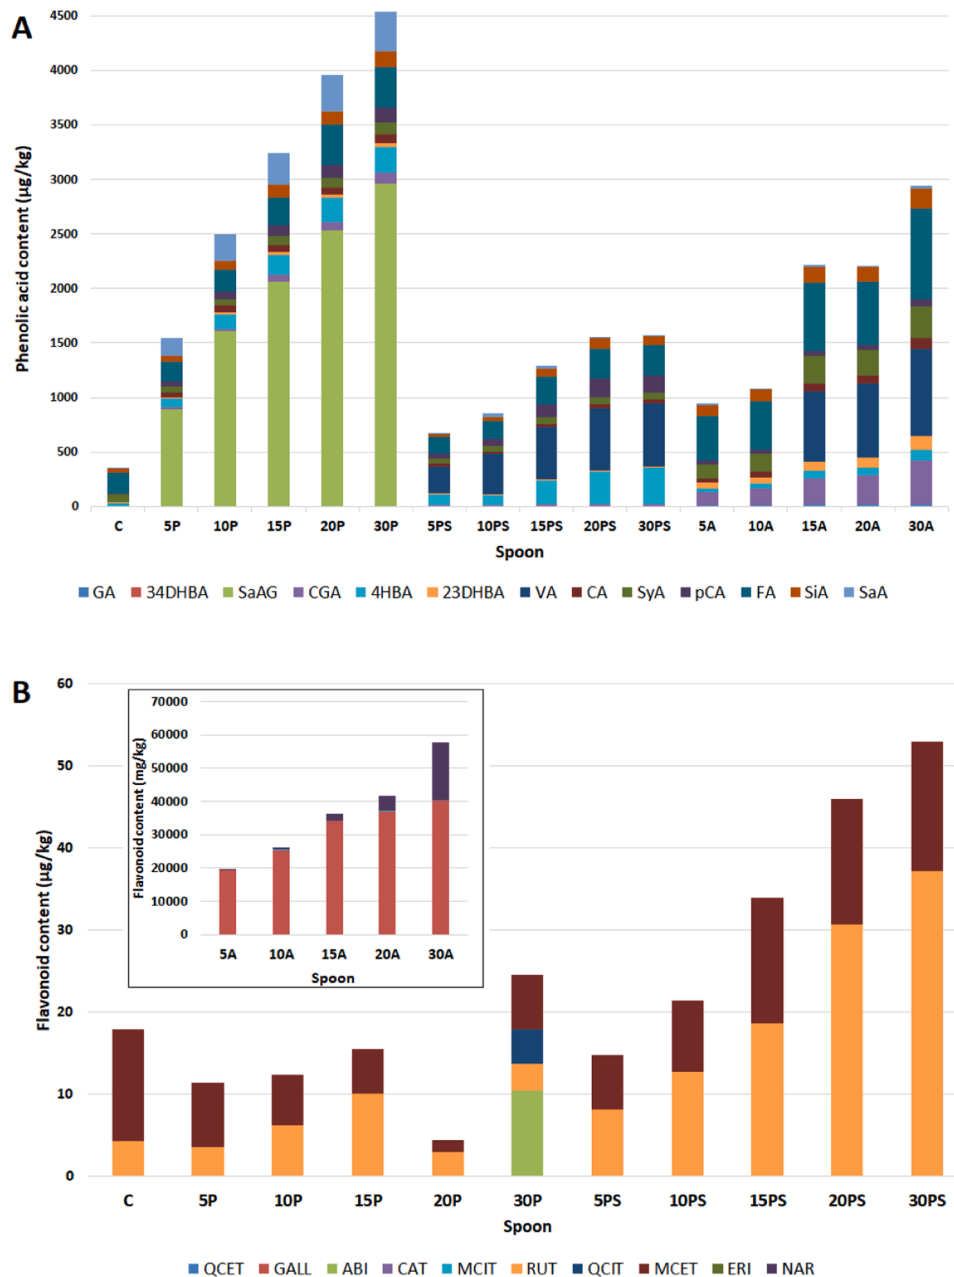 A
Phenolic acid content (µg/kg)
4500
4000
3500
3000
2500
2000
1500
1000
500
0
C 5P 10P 15P 20P 30P 5PS 10PS 15PS 20PS 30PS 5A 10A 15A 20A 30A
Spoon
GA 34DHBA SaAG CGA 4HBA 23DHBA VA CA SyA pCA FA SiA SaA
B
Flavonoid content (µg/kg)
60
50
40
30
20
10
0
Flavonoid content (mg/kg)
70000
60000
50000
40000
30000
20000
10000
0
5A 10A 15A 20A 30A
Spoon
C 5P 10P 15P 20P 30P 5PS 10PS 15PS 20PS 30PS
Spoon
QCET GALL ABI CAT MCIT RUT QCIT MCET ERI NAR